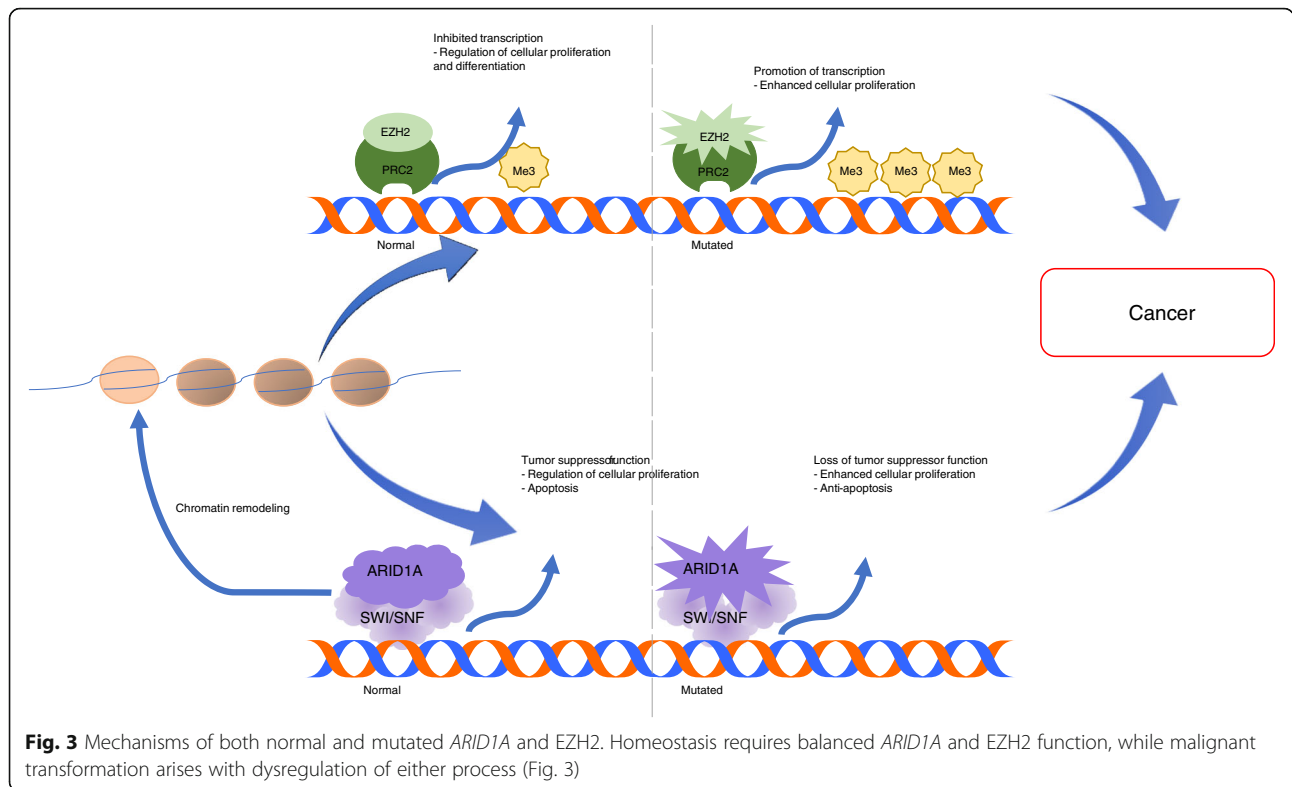 Inhibited transcription
- Regulation of cellular proliferation
and differentiation
Promotion of transcription
- Enhanced cellular proliferation
EZH2
PRC2
Me3
EZH2
PRC2
Me3
Me3
Me3
Normal
Mutated
Cancer
Tumor suppressor function
- Regulation of cellular proliferation
- Apoptosis
Loss of tumor suppressor function
- Enhanced cellular proliferation
- Anti-apoptosis
Chromatin remodeling
ARID1A
SWI/SNF
ARID1A
SWI/SNF
Normal
Mutated
Fig. 3 Mechanisms of both normal and mutated ARID1A and EZH2. Homeostasis requires balanced ARID1A and EZH2 function, while malignant
transformation arises with dysregulation of either process (Fig. 3)